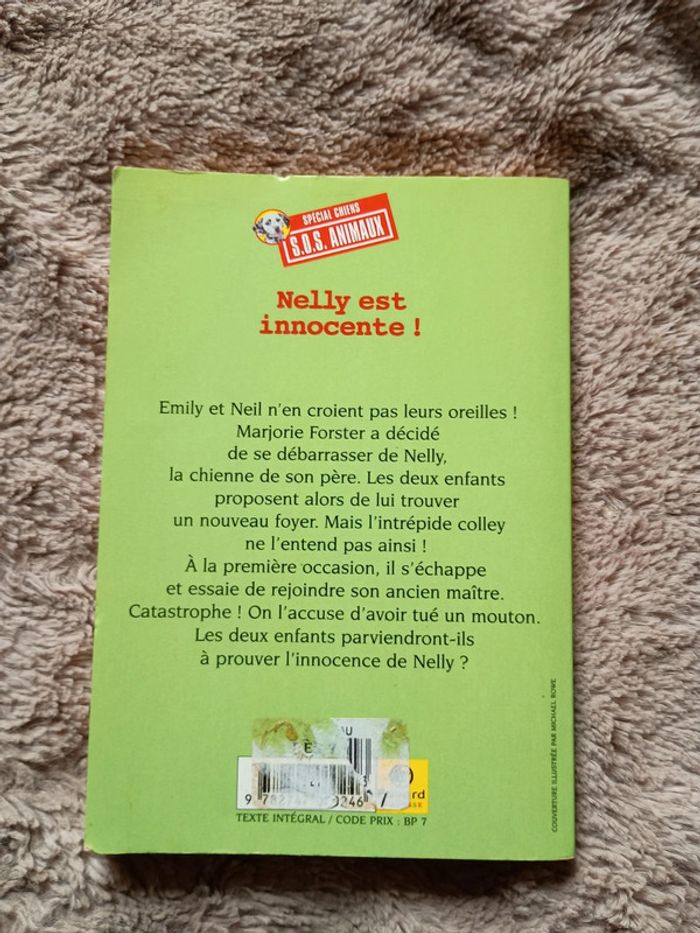 SPÉCIAL CHIENS
S.O.S. ANIMAUX
Nelly est
innocente !
Emily et Neil n'en croient pas leurs oreilles !
Marjorie Forster a décidé
de se débarrasser de Nelly,
la chienne de son père. Les deux enfants
proposent alors de lui trouver
un nouveau foyer. Mais l'intrépide colley
ne l'entend pas ainsi !
À la première occasion, il s'échappe
et essaie de rejoindre son ancien maître.
Catastrophe ! On l'accuse d'avoir tué un mouton.
Les deux enfants parviendront-ils
à prouver l'innocence de Nelly ?
TEXTE INTÉGRAL / CODE PRIX : BP 7
COUVERTURE ILLUSTRÉE PAR MICHAEL ROWE